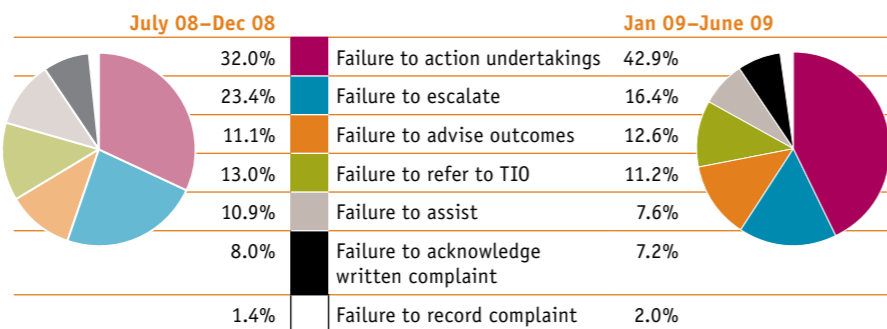 July 08–Dec 08 Jan 09–June 09
32.0% Failure to action undertakings 42.9%
23.4% Failure to escalate 16.4%
11.1% Failure to advise outcomes 12.6%
13.0% Failure to refer to TIO 11.2%
10.9% Failure to assist 7.6%
8.0% Failure to acknowledge 7.2%
written complaint
1.4% Failure to record complaint 2.0%